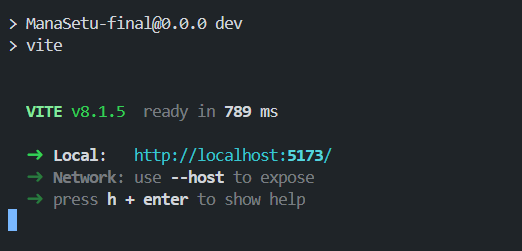 > ManaSetu-final@0.0.0 dev
> vite
VITE v8.1.5 ready in 789 ms
➜ Local: http://localhost:5173/
➜ Network: use --host to expose
➜ press h + enter to show help